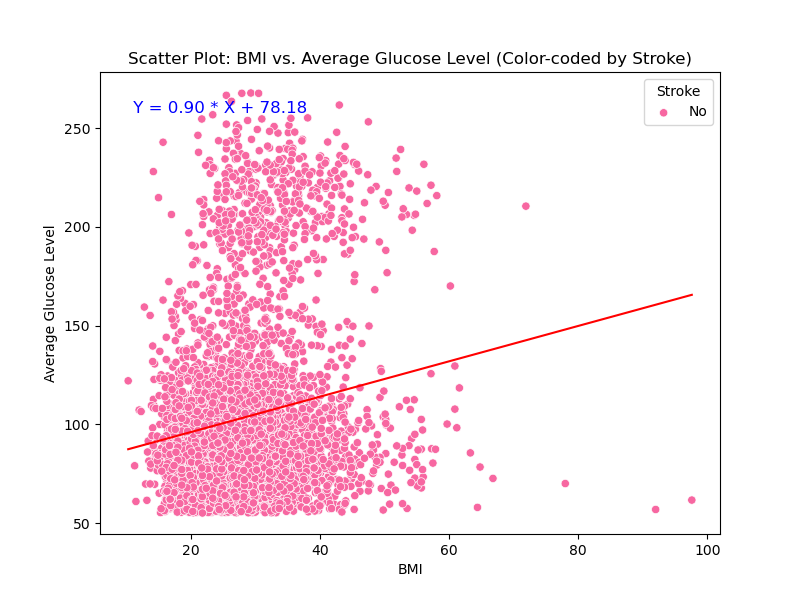 Scatter Plot: BMI vs. Average Glucose Level (Color-coded by Stroke)
Y = 0.90 * X + 78.18
Stroke
No
250
200
150
100
50
Average Glucose Level
20
40
60
80
100
BMI